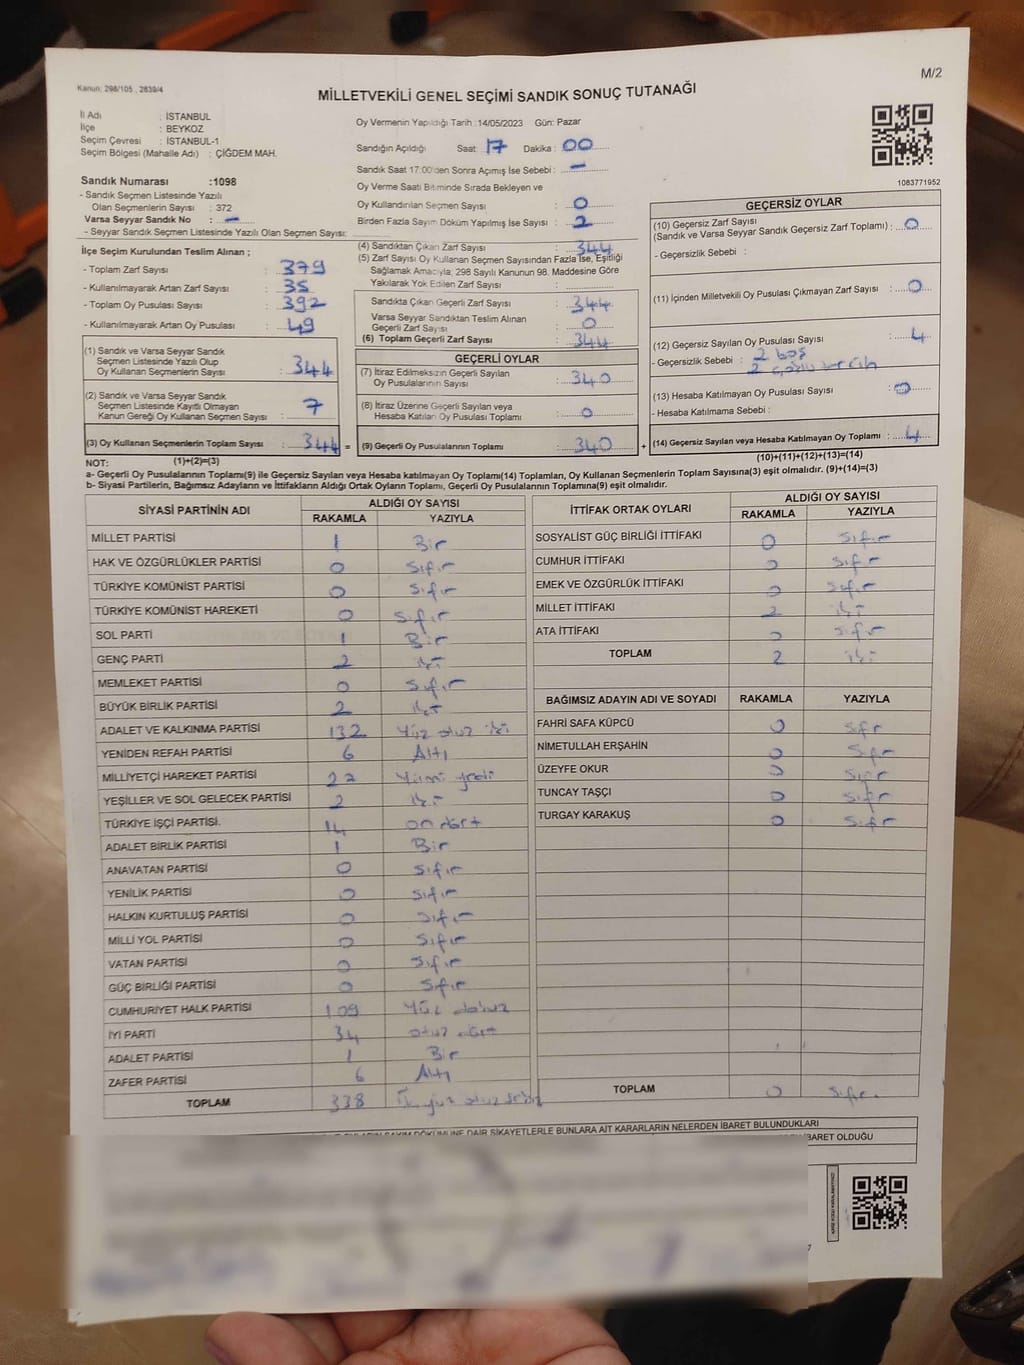 Kanun: 298/105 , 2839/4
M/2
MİLLETVEKİLİ GENEL SEÇİMİ SANDIK SONUÇ TUTANAĞI
İl Adı : İSTANBUL
İlçe : BEYKOZ
Seçim Çevresi : İSTANBUL-1
Seçim Bölgesi (Mahalle Adı) : ÇİĞDEM MAH.
Oy Vermenin Yapıldığı Tarih : 14/05/2023 Gün: Pazar
Sandığın Açıldığı Saat: 17 Dakika : 00
Sandık Saat 17:00'den Sonra Açılmış İse Sebebi : -
Oy Verme Saati Bitiminde Sırada Bekleyen ve
Oy Kullandırılan Seçmen Sayısı : 0
Birden Fazla Sayım Döküm Yapılmış İse Sayısı : 2
1083771952
Sandık Numarası :1098
- Sandık Seçmen Listesinde Yazılı
Olan Seçmenlerin Sayısı : 372
Varsa Seyyar Sandık No : -
- Seyyar Sandık Seçmen Listesinde Yazılı Olan Seçmen Sayısı:
İlçe Seçim Kurulundan Teslim Alınan ;
- Toplam Zarf Sayısı : 379
- Kullanılmayarak Artan Zarf Sayısı : 35
- Toplam Oy Pusulası Sayısı : 392
- Kullanılmayarak Artan Oy Pusulası : 49
(1) Sandık ve Varsa Seyyar Sandık
Seçmen Listesinde Yazılı Olup
Oy Kullanan Seçmenlerin Sayısı : 344
(2) Sandık ve Varsa Seyyar Sandık
Seçmen Listesinde Kayıtlı Olmayan
Kanun Gereği Oy Kullanan Seçmen Sayısı : 7
(3) Oy Kullanan Seçmenlerin Toplam Sayısı : 344 =
(1)+(2)=(3)
(4) Sandıktan Çıkan Zarf Sayısı : 344
(5) Zarf Sayısı Oy Kullanan Seçmen Sayısından Fazla İse, Eşitliği
Sağlamak Amacıyla, 298 Sayılı Kanunun 98. Maddesine Göre
Yakılarak Yok Edilen Zarf Sayısı :
Sandıkta Çıkan Geçerli Zarf Sayısı : 344
Varsa Seyyar Sandıktan Teslim Alınan
Geçerli Zarf Sayısı : 0
(6) Toplam Geçerli Zarf Sayısı : 344
GEÇERLİ OYLAR
(7) İtiraz Edilmeksizin Geçerli Sayılan
Oy Pusulalarının Sayısı : 340
(8) İtiraz Üzerine Geçerli Sayılan veya
Hesaba Katılan Oy Pusulası Toplamı : 0
(9) Geçerli Oy Pusulalarının Toplamı : 340 +
GEÇERSİZ OYLAR
(10) Geçersiz Zarf Sayısı
(Sandık ve Varsa Seyyar Sandık Geçersiz Zarf Toplamı) : 0
- Geçersizlik Sebebi :
(11) İçinden Milletvekili Oy Pusulası Çıkmayan Zarf Sayısı : 0
(12) Geçersiz Sayılan Oy Pusulası Sayısı : 4
- Geçersizlik Sebebi : 2 boş
2
(13) Hesaba Katılmayan Oy Pusulası Sayısı : 0
- Hesaba Katılmama Sebebi :
(14) Geçersiz Sayılan veya Hesaba Katılmayan Oy Toplamı : 4
(10)+(11)+(12)+(13)=(14)
NOT:
a- Geçerli Oy Pusulalarının Toplamı(9) ile Geçersiz Sayılan veya Hesaba katılmayan Oy Toplamı(14) Toplamları, Oy Kullanan Seçmenlerin Toplam Sayısına(3) eşit olmalıdır. (9)+(14)=(3)
b- Siyasi Partilerin, Bağımsız Adayların ve İttifakların Aldığı Ortak Oyların Toplamı, Geçerli Oy Pusulalarının Toplamına(9) eşit olmalıdır.
SİYASİ PARTİNİN ADI ALDIĞI OY SAYISI
RAKAMLA YAZIYLA
MİLLET PARTİSİ 1 Bir
HAK VE ÖZGÜRLÜKLER PARTİSİ 0 Sıfır
TÜRKİYE KOMÜNİST PARTİSİ 0 Sıfır
TÜRKİYE KOMÜNİST HAREKETİ 0 Sıfır
SOL PARTİ 1 Bir
GENÇ PARTİ 2 iki
MEMLEKET PARTİSİ 0 Sıfır
BÜYÜK BİRLİK PARTİSİ 2 iki
ADALET VE KALKINMA PARTİSİ 132 Yüz otuz iki
YENİDEN REFAH PARTİSİ 6 Altı
MİLLİYETÇİ HAREKET PARTİSİ 27 Yirmi yedi
YEŞİLLER VE SOL GELECEK PARTİSİ 2 iki
TÜRKİYE İŞÇİ PARTİSİ. 14 on dört
ADALET BİRLİK PARTİSİ 1 Bir
ANAVATAN PARTİSİ 0 Sıfır
YENİLİK PARTİSİ 0 Sıfır
HALKIN KURTULUŞ PARTİSİ 0 Sıfır
MİLLİ YOL PARTİSİ 0 Sıfır
VATAN PARTİSİ 0 Sıfır
GÜÇ BİRLİĞİ PARTİSİ 0 Sıfır
CUMHURİYET HALK PARTİSİ 109 Yüz dokuz
İYİ PARTİ 34 otuz dört
ADALET PARTİSİ 1 Bir
ZAFER PARTİSİ 6 Altı
TOPLAM 338 Üç yüz otuz sekiz
İTTİFAK ORTAK OYLARI ALDIĞI OY SAYISI
RAKAMLA YAZIYLA
SOSYALİST GÜÇ BİRLİĞİ İTTİFAKI 0 Sıfır
CUMHUR İTTİFAKI 0 Sıfır
EMEK VE ÖZGÜRLÜK İTTİFAKI 0 Sıfır
MİLLET İTTİFAKI 2 iki
ATA İTTİFAKI 0 Sıfır
TOPLAM 2 iki
BAĞIMSIZ ADAYIN ADI VE SOYADI RAKAMLA YAZIYLA
FAHRİ SAFA KÜPCÜ 0 Sıfır
NİMETULLAH ERŞAHİN 0 Sıfır
ÜZEYFE OKUR 0 Sıfır
TUNCAY TAŞÇI 0 Sıfır
TURGAY KARAKUŞ 0 Sıfır
TOPLAM 0 Sıfır.
SAYIM DÖKÜMÜNE DAİR ŞİKAYETLERLE BUNLARA AİT KARARLARIN NELERDEN İBARET BULUNDUKLARI
İBARET OLDUĞU